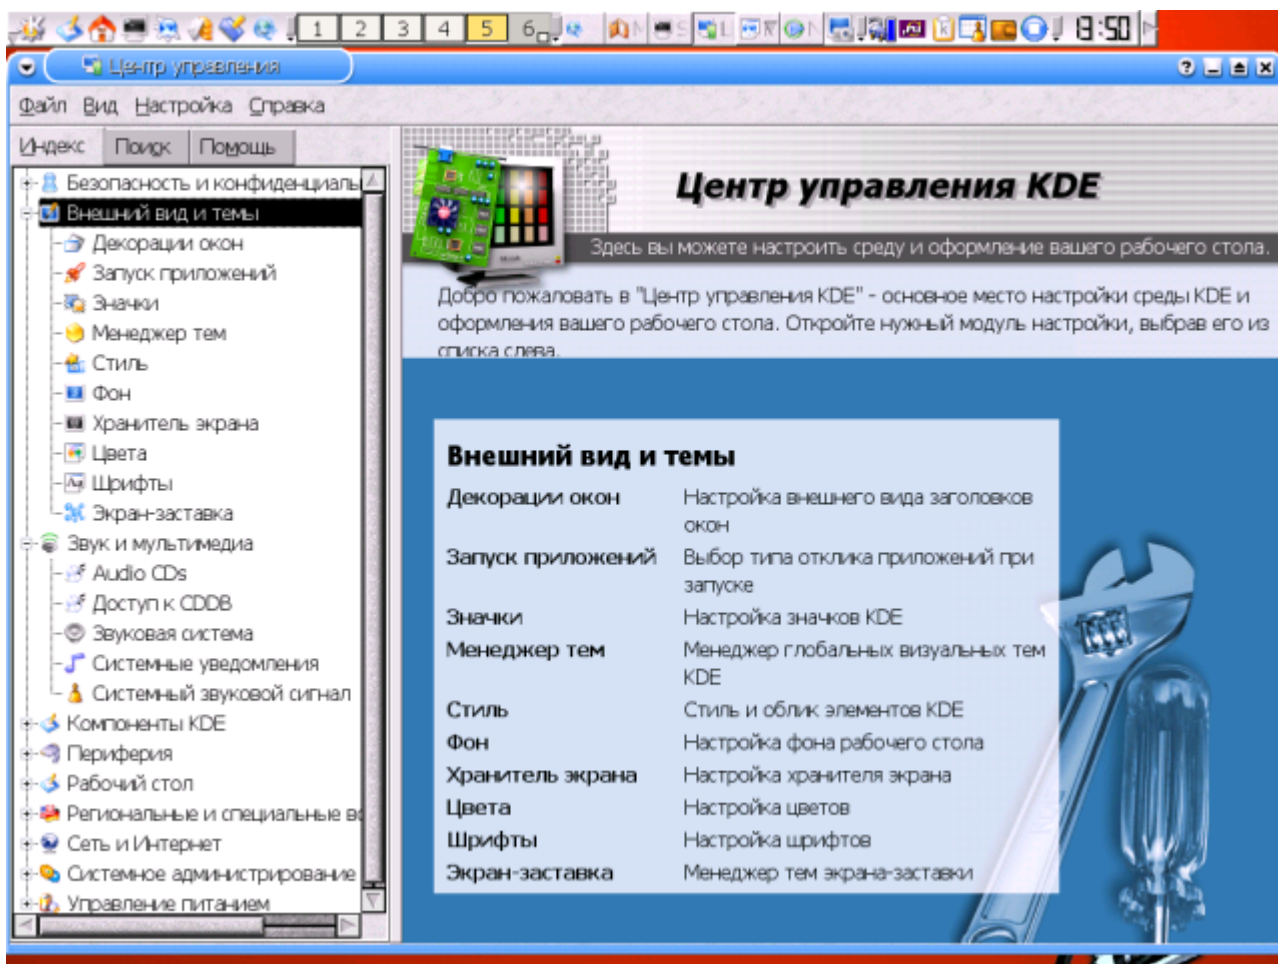 1 2 3 4 5 6 13:50
Центр управления
Файл Вид Настройка Справка
Индекс Поиск Помощь
Безопасность и конфиденциаль
Внешний вид и темы
Декорации окон
Запуск приложений
Значки
Менеджер тем
Стиль
Фон
Хранитель экрана
Цвета
Шрифты
Экран-заставка
Звук и мультимедиа
Audio CDs
Доступ к CDDB
Звуковая система
Системные уведомления
Системный звуковой сигнал
Компоненты KDE
Периферия
Рабочий стол
Региональные и специальные во
Сеть и Интернет
Системное администрирование
Управление питанием
Центр управления KDE
Здесь вы можете настроить среду и оформление вашего рабочего стола.
Добро пожаловать в "Центр управления KDE" - основное место настройки среды KDE и
оформления вашего рабочего стола. Откройте нужный модуль настройки, выбрав его из
списка слева.
Внешний вид и темы
Декорации окон Настройка внешнего вида заголовков
окон
Запуск приложений Выбор типа отклика приложений при
запуске
Значки Настройка значков KDE
Менеджер тем Менеджер глобальных визуальных тем
KDE
Стиль Стиль и облик элементов KDE
Фон Настройка фона рабочего стола
Хранитель экрана Настройка хранителя экрана
Цвета Настройка цветов
Шрифты Настройка шрифтов
Экран-заставка Менеджер тем экрана-заставки